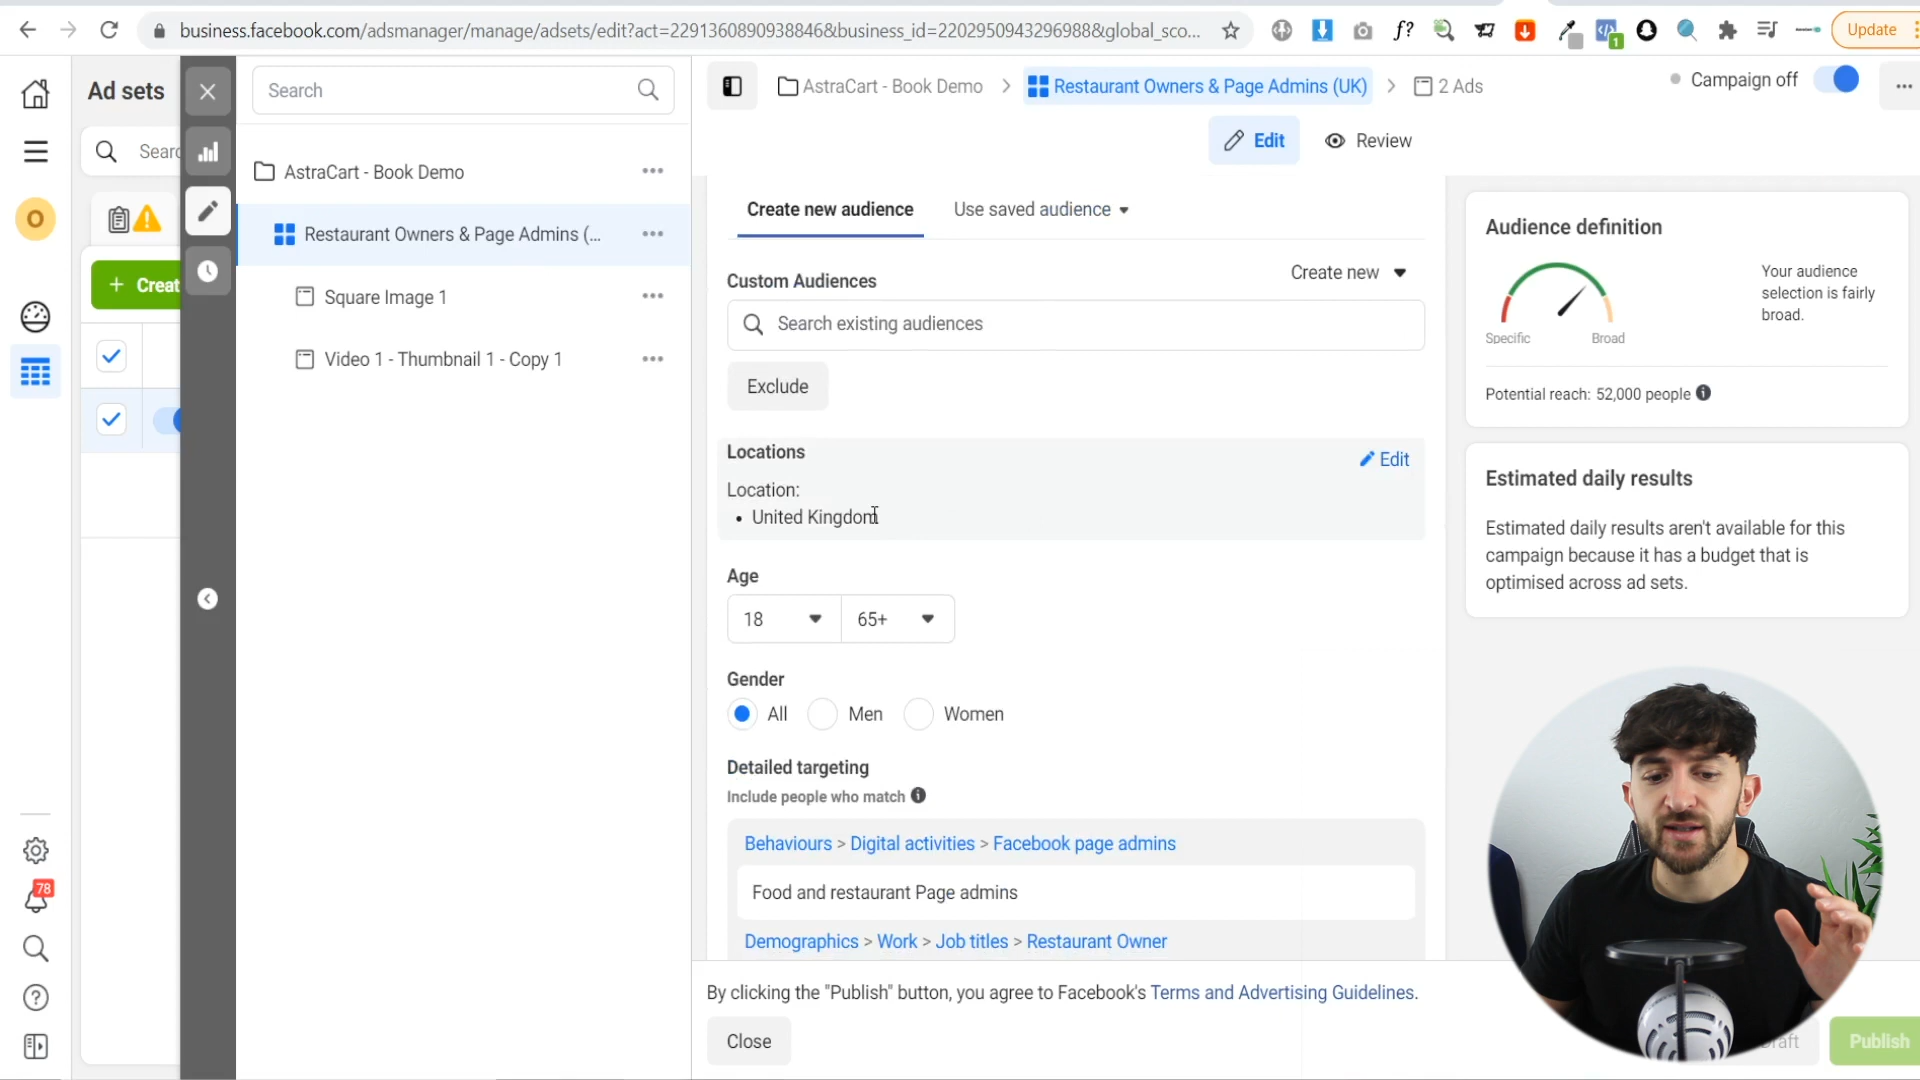 business.facebook.com/adsmanager/manage/adsets/edit?act=2291360890938846&business_id=2202950943296988&global_sco...
f?
1
Update
Ad sets
Search
AstraCart - Book Demo
Restaurant Owners & Page Admins (UK)
2 Ads
Campaign off
Edit
Review
O
AstraCart - Book Demo
Restaurant Owners & Page Admins (...
Square Image 1
Video 1 - Thumbnail 1 - Copy 1
Creat
78
Create new audience
Use saved audience
Custom Audiences
Create new
Search existing audiences
Exclude
Locations
Edit
Location:
• United Kingdom
Age
18
65+
Gender
All
Men
Women
Detailed targeting
Include people who match
Behaviours > Digital activities > Facebook page admins
Food and restaurant Page admins
Demographics > Work > Job titles > Restaurant Owner
By clicking the "Publish" button, you agree to Facebook's Terms and Advertising Guidelines.
Close
Publish
Audience definition
Specific
Broad
Your audience
selection is fairly
broad.
Potential reach: 52,000 people
Estimated daily results
Estimated daily results aren't available for this
campaign because it has a budget that is
optimised across ad sets.